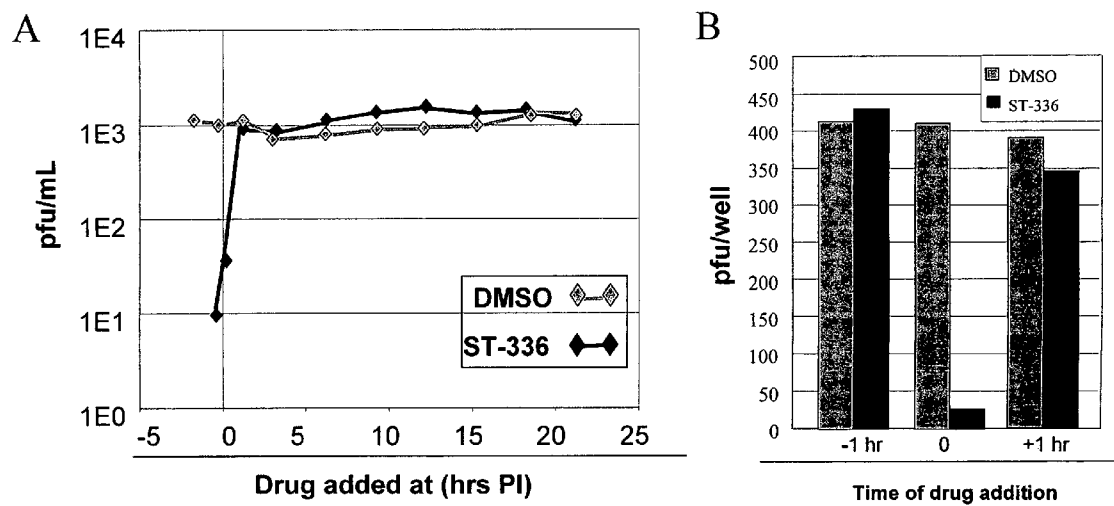 A
pfu/mL
1E4
1E3
1E2
1E1
1E0
-5
0
5
10
15
20
25
DMSO
ST-336
Drug added at (hrs PI)
B
pfu/well
500
450
400
350
300
250
200
150
100
50
0
DMSO
ST-336
-1 hr
0
+1 hr
Time of drug addition